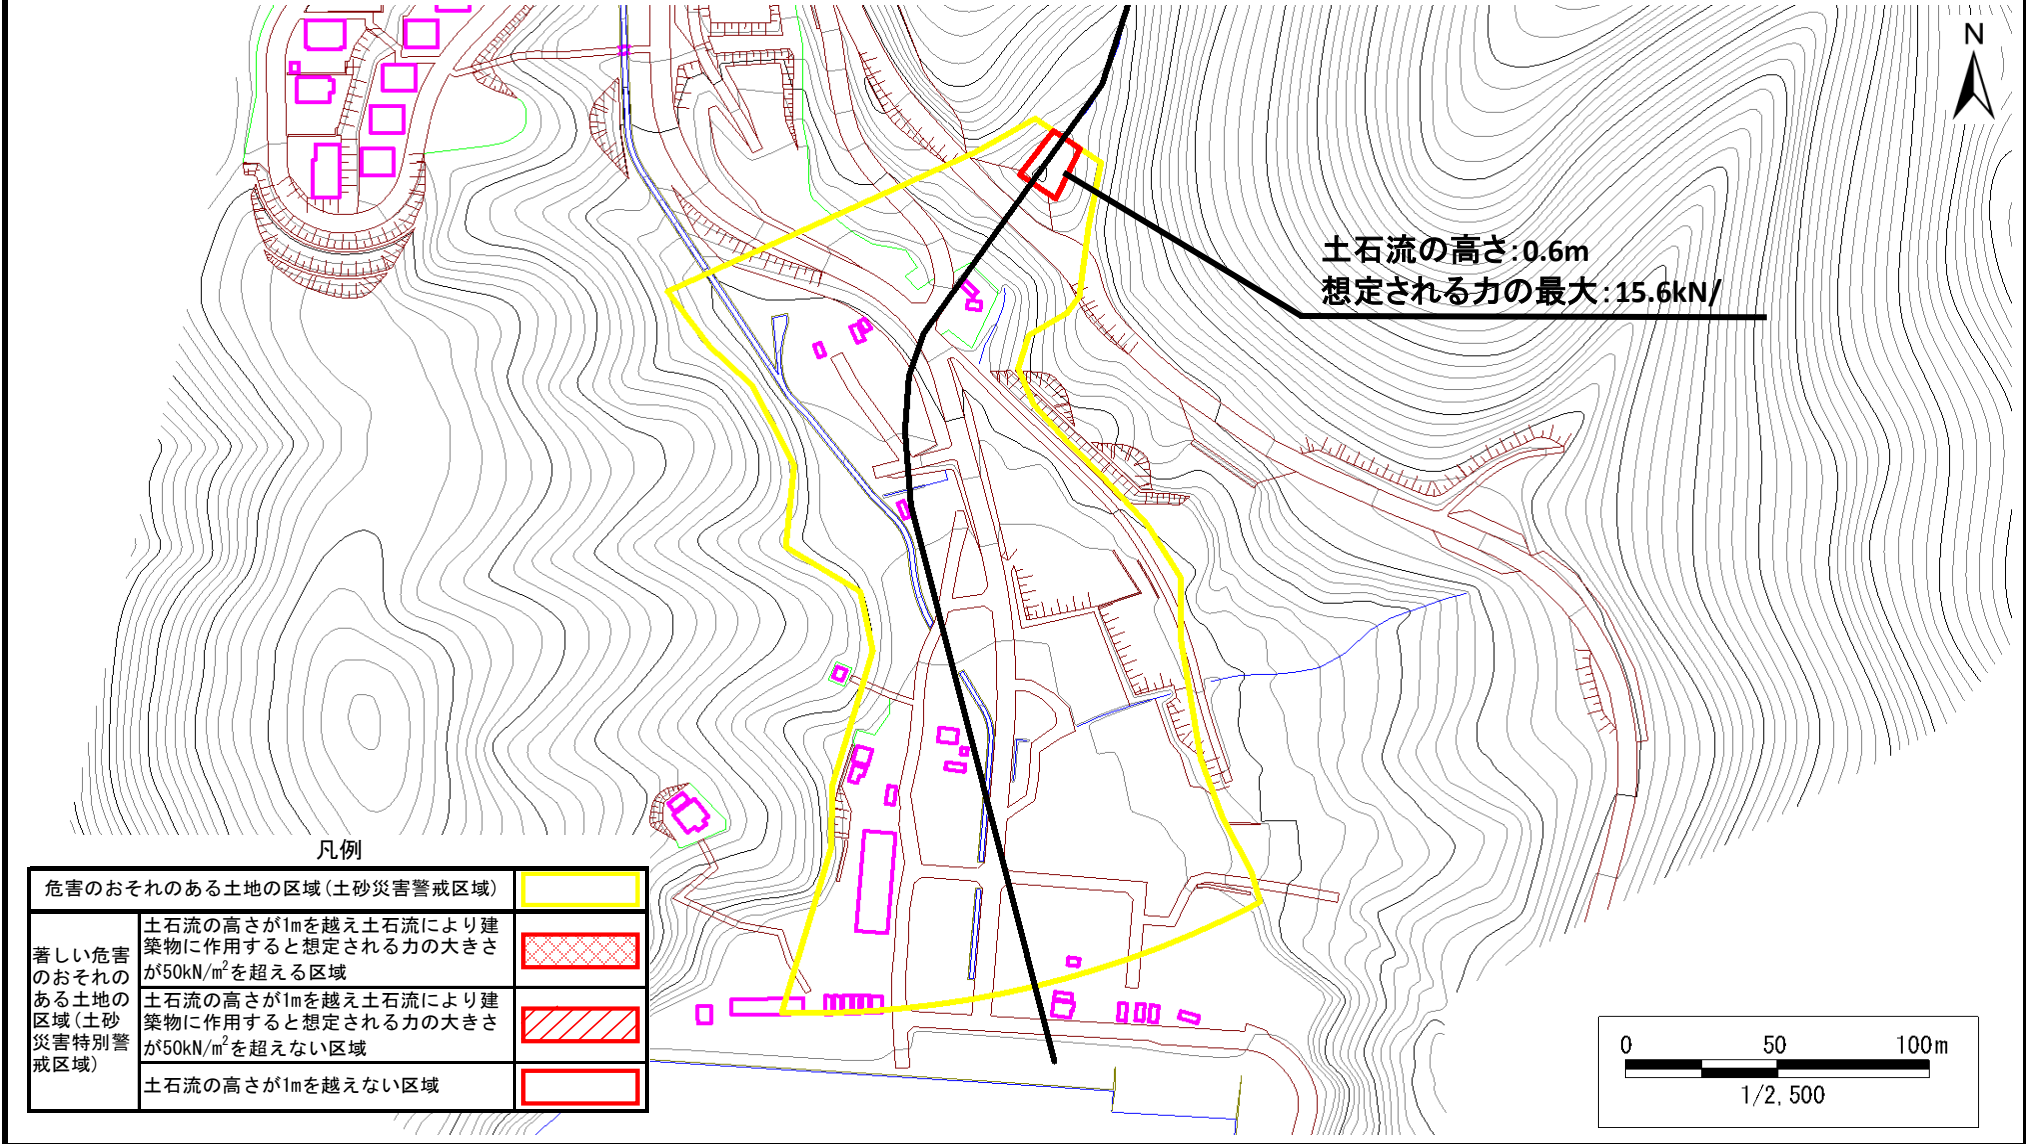 N
土石流の高さ:0.6m
想定される力の最大:15.6kN/
凡例
危害のおそれのある土地の区域(土砂災害警戒区域)
著しい危害
のおそれの
ある土地の
区域(土砂
災害特別警
戒区域)
土石流の高さが1mを越え土石流により建
築物に作用すると想定される力の大きさ
が50kN/m²を超える区域
土石流の高さが1mを越え土石流により建
築物に作用すると想定される力の大きさ
が50kN/m²を超えない区域
土石流の高さが1mを越えない区域
0 50 100m
1/2,500